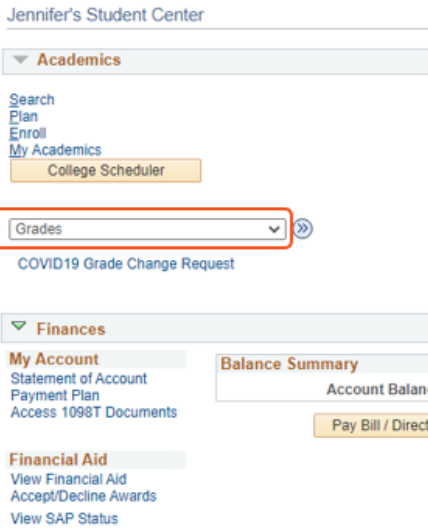 Jennifer's Student Center
Academics
Search
Plan
Enroll
My Academics
College Scheduler
Grades
COVID19 Grade Change Request
Finances
My Account
Statement of Account
Payment Plan
Access 1098T Documents
Balance Summary
Account Balan
Pay Bill / Direct
Financial Aid
View Financial Aid
Accept/Decline Awards
View SAP Status